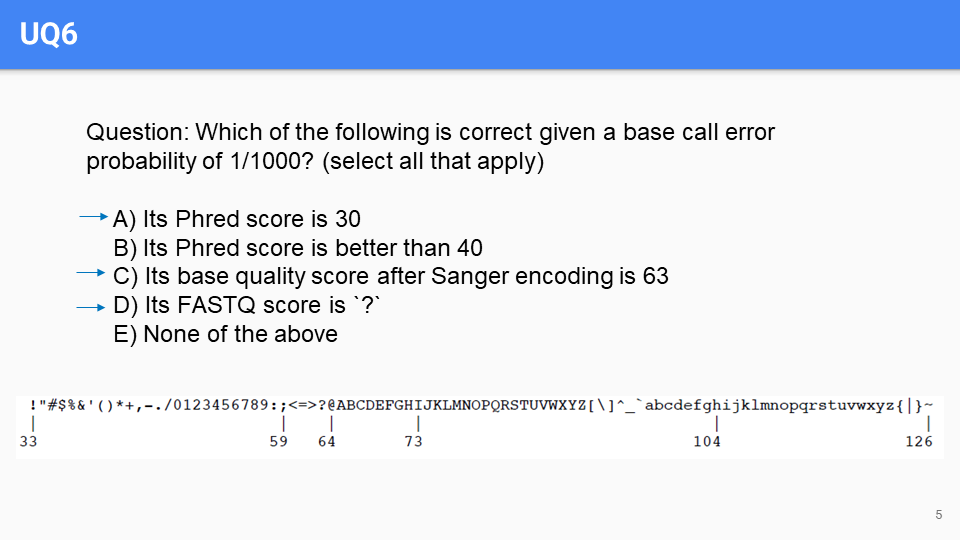 UQ6
Question: Which of the following is correct given a base call error
probability of 1/1000? (select all that apply)
A) Its Phred score is 30
B) Its Phred score is better than 40
C) Its base quality score after Sanger encoding is 63
D) Its FASTQ score is `?`
E) None of the above
!"#$%&'()*+,-./0123456789:;<=>?@ABCDEFGHIJKLMNOPQRSTUVWXYZ[\]^_`abcdefghijklmnopqrstuvwxyz{|}~
33 59 64 73 104 126
5